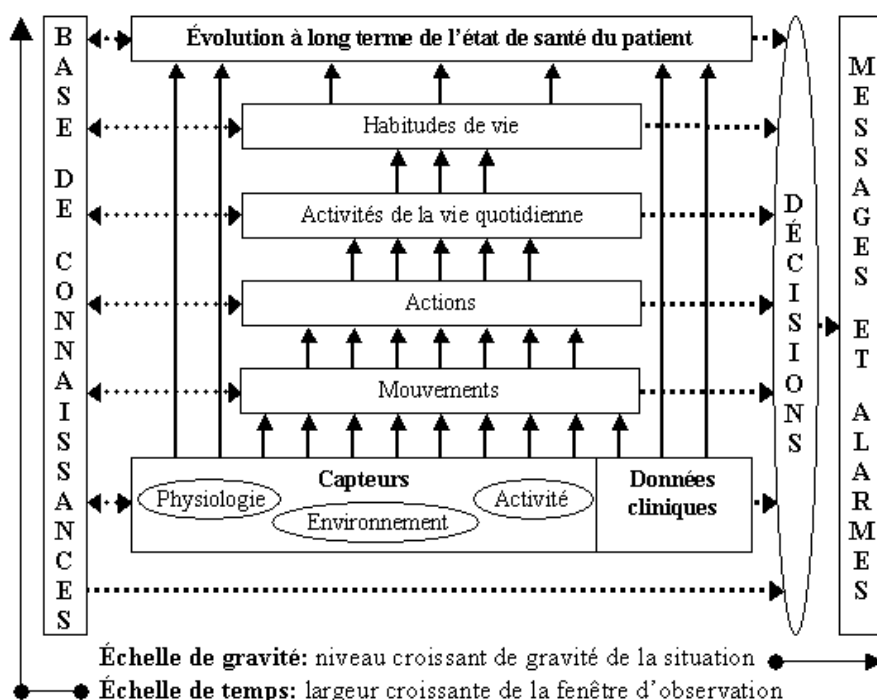 BASE DE CONNAISSANCES
Évolution à long terme de l'état de santé du patient
Habitudes de vie
Activités de la vie quotidienne
Actions
Mouvements
Capteurs
Physiologie
Environnement
Activité
Données
cliniques
DÉCISIONS
MESSAGES ET ALARMES
Échelle de gravité: niveau croissant de gravité de la situation
Échelle de temps: largeur croissante de la fenêtre d'observation